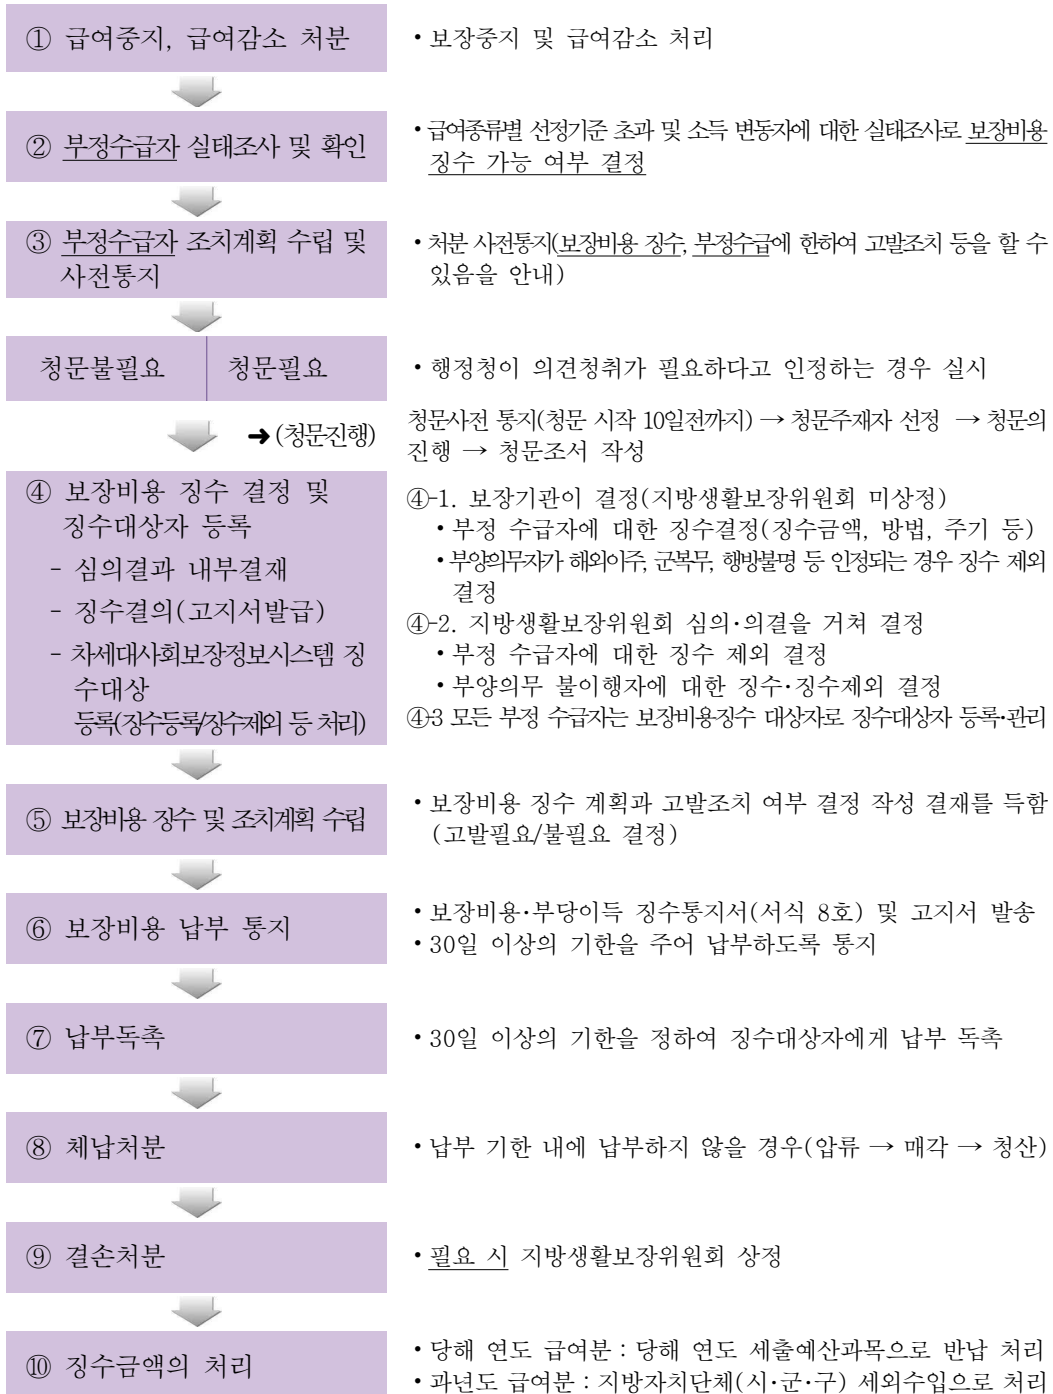 ① 급여중지, 급여감소 처분
• 보장중지 및 급여감소 처리
② 부정수급자 실태조사 및 확인
• 급여종류별 선정기준 초과 및 소득 변동자에 대한 실태조사로 보장비용
징수 가능 여부 결정
③ 부정수급자 조치계획 수립 및
사전통지
• 처분 사전통지(보장비용 징수, 부정수급에 한하여 고발조치 등을 할 수
있음을 안내)
청문불필요
청문필요
• 행정청이 의견청취가 필요하다고 인정하는 경우 실시
➜ (청문진행)
청문사전 통지(청문 시작 10일전까지) → 청문주재자 선정 → 청문의
진행 → 청문조서 작성
④ 보장비용 징수 결정 및
징수대상자 등록
- 심의결과 내부결재
- 징수결의(고지서발급)
- 차세대사회보장정보시스템 징
수대상
등록(징수등록/징수제외 등 처리)
④-1. 보장기관이 결정(지방생활보장위원회 미상정)
• 부정 수급자에 대한 징수결정(징수금액, 방법, 주기 등)
• 부양의무자가 해외이주, 군복무, 행방불명 등 인정되는 경우 징수 제외
결정
④-2. 지방생활보장위원회 심의·의결을 거쳐 결정
• 부정 수급자에 대한 징수 제외 결정
• 부양의무 불이행자에 대한 징수·징수제외 결정
④-3 모든 부정 수급자는 보장비용징수 대상자로 징수대상자 등록·관리
⑤ 보장비용 징수 및 조치계획 수립
• 보장비용 징수 계획과 고발조치 여부 결정 작성 결재를 득함
(고발필요/불필요 결정)
⑥ 보장비용 납부 통지
• 보장비용·부당이득 징수통지서(서식 8호) 및 고지서 발송
• 30일 이상의 기한을 주어 납부하도록 통지
⑦ 납부독촉
• 30일 이상의 기한을 정하여 징수대상자에게 납부 독촉
⑧ 체납처분
• 납부 기한 내에 납부하지 않을 경우(압류 → 매각 → 청산)
⑨ 결손처분
• 필요 시 지방생활보장위원회 상정
⑩ 징수금액의 처리
• 당해 연도 급여분 : 당해 연도 세출예산과목으로 반납 처리
• 과년도 급여분 : 지방자치단체(시·군·구) 세외수입으로 처리